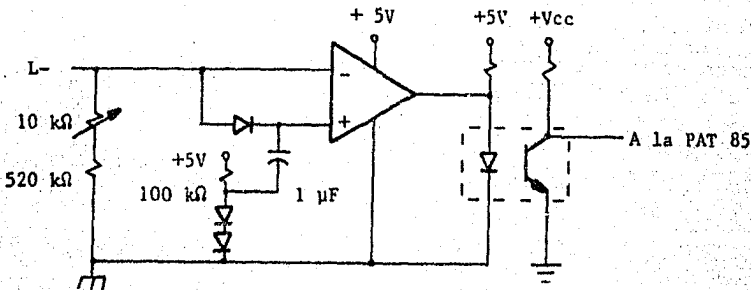 + 5V
+5V
+Vcc
L-
-
+
10 kΩ
A la PAT 85
+5V
520 kΩ
100 kΩ
1 µF